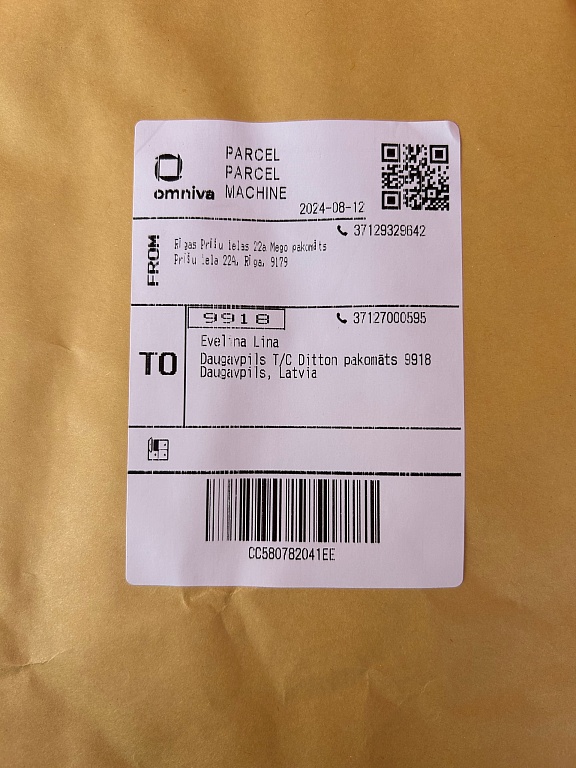 PARCEL
PARCEL
omniva MACHINE
2024-08-12
FROM
37129329642
Rīgas Prūšu ielas 22a Mego pakomāts
Prūšu iela 22A, Rīga, 9179
9918
37127000595
TO
Evelīna Lina
Daugavpils T/C Ditton pakomāts 9918
Daugavpils, Latvia
CC580782041EE